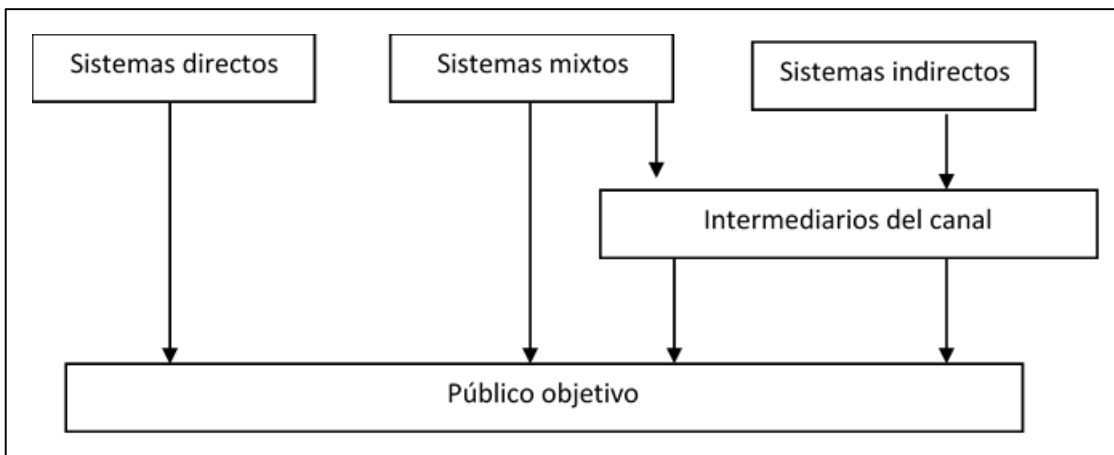 Sistemas directos
Sistemas mixtos
Sistemas indirectos
Intermediarios del canal
Público objetivo